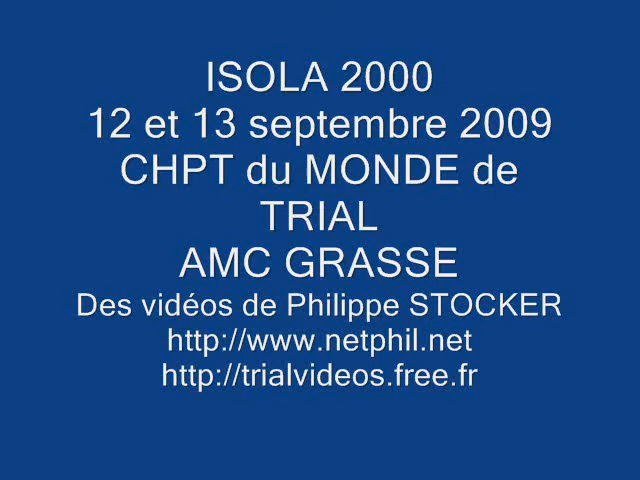 ISOLA 2000
12 et 13 septembre 2009
CHPT du MONDE de
TRIAL
AMC GRASSE
Des vidéos de Philippe STOCKER
http://www.netphil.net
http://trialvideos.free.fr